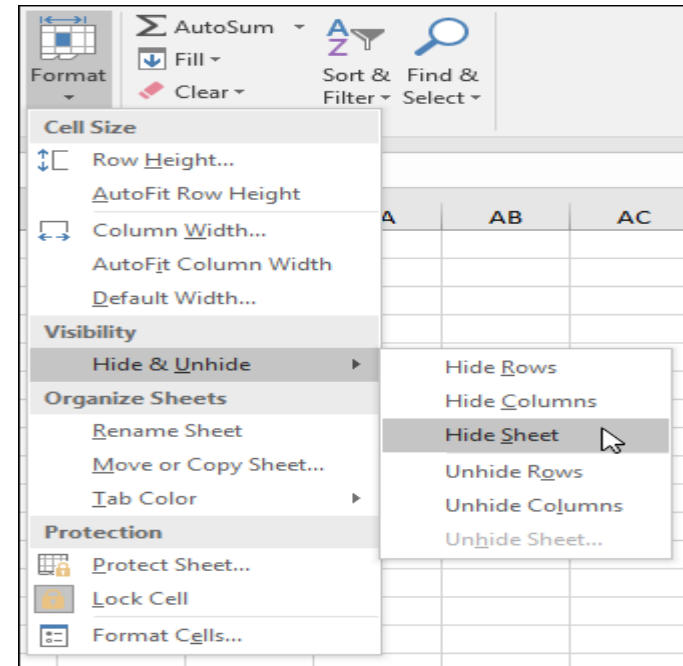 AutoSum
Format
Fill
Clear
Sort &
Filter
Find &
Select
Cell Size
Row Height...
AutoFit Row Height
Column Width...
AutoFit Column Width
Default Width...
Visibility
Hide & Unhide
Organize Sheets
Rename Sheet
Move or Copy Sheet...
Tab Color
Protection
Protect Sheet...
Lock Cell
Format Cells...
Hide Rows
Hide Columns
Hide Sheet
Unhide Rows
Unhide Columns
Unhide Sheet...
A AB AC